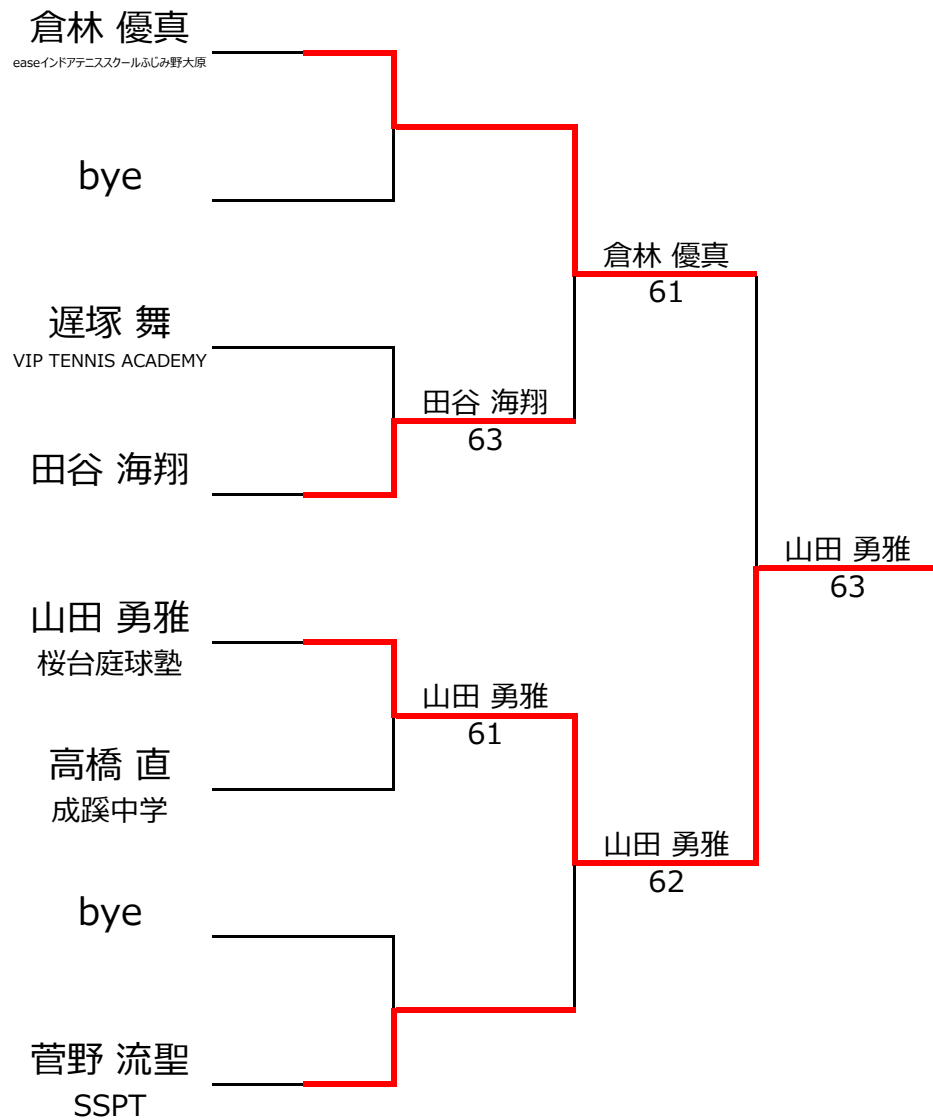 倉林 優真
easeインドアテニススクールふじみ野大原
bye
倉林 優真
61
遅塚 舞
VIP TENNIS ACADEMY
田谷 海翔
63
田谷 海翔
山田 勇雅
63
山田 勇雅
桜台庭球塾
山田 勇雅
61
高橋 直
成蹊中学
山田 勇雅
62
bye
菅野 流聖
SSPT